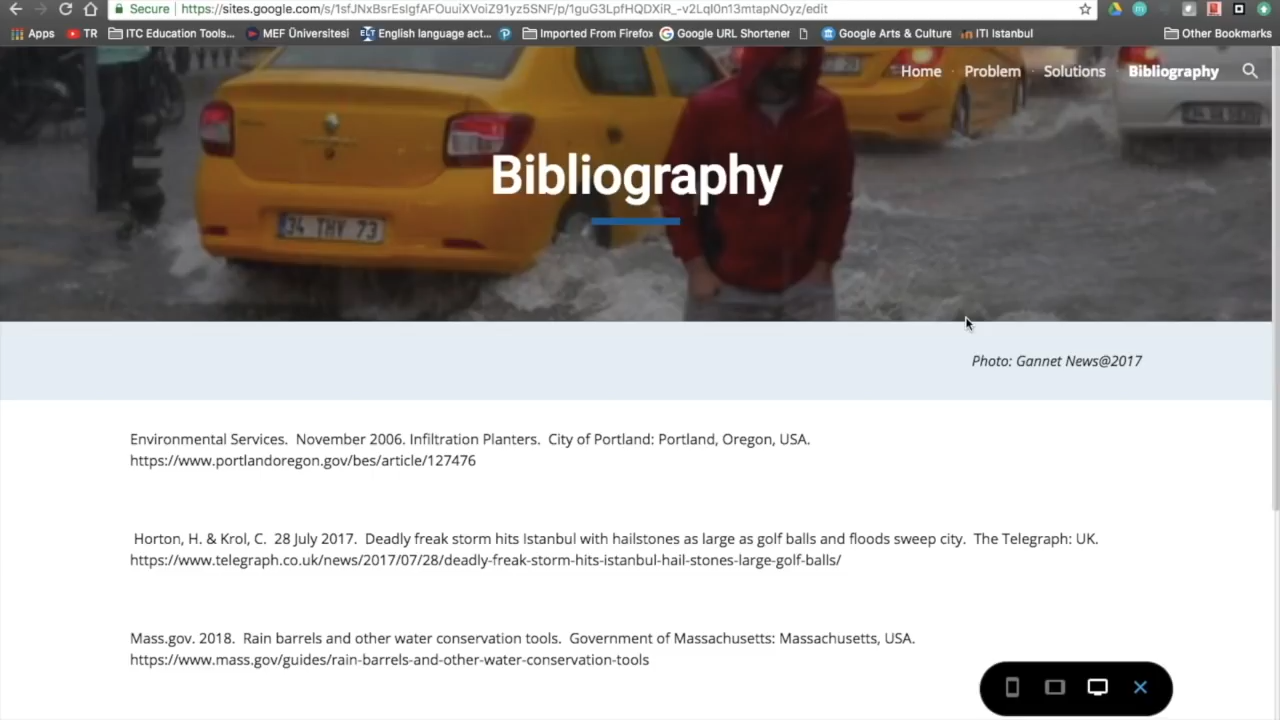 Secure https://sites.google.com/s/1sfJNxBsrEsIgfAFOuuiXVoiZ91yz5SNF/p/1guG3LpfHQDXiR_-v2LqI0n13mtapNOyz/edit
Apps TR ITC Education Tools... MEF Üniversitesi English language act... Imported From Firefox Google URL Shortener Google Arts & Culture ITI Istanbul Other Bookmarks
Home Problem Solutions Bibliography
Bibliography
34 THY 73
Photo: Gannet News@2017
Environmental Services. November 2006. Infiltration Planters. City of Portland: Portland, Oregon, USA.
https://www.portlandoregon.gov/bes/article/127476
Horton, H. & Krol, C. 28 July 2017. Deadly freak storm hits Istanbul with hailstones as large as golf balls and floods sweep city. The Telegraph: UK.
https://www.telegraph.co.uk/news/2017/07/28/deadly-freak-storm-hits-istanbul-hail-stones-large-golf-balls/
Mass.gov. 2018. Rain barrels and other water conservation tools. Government of Massachusetts: Massachusetts, USA.
https://www.mass.gov/guides/rain-barrels-and-other-water-conservation-tools